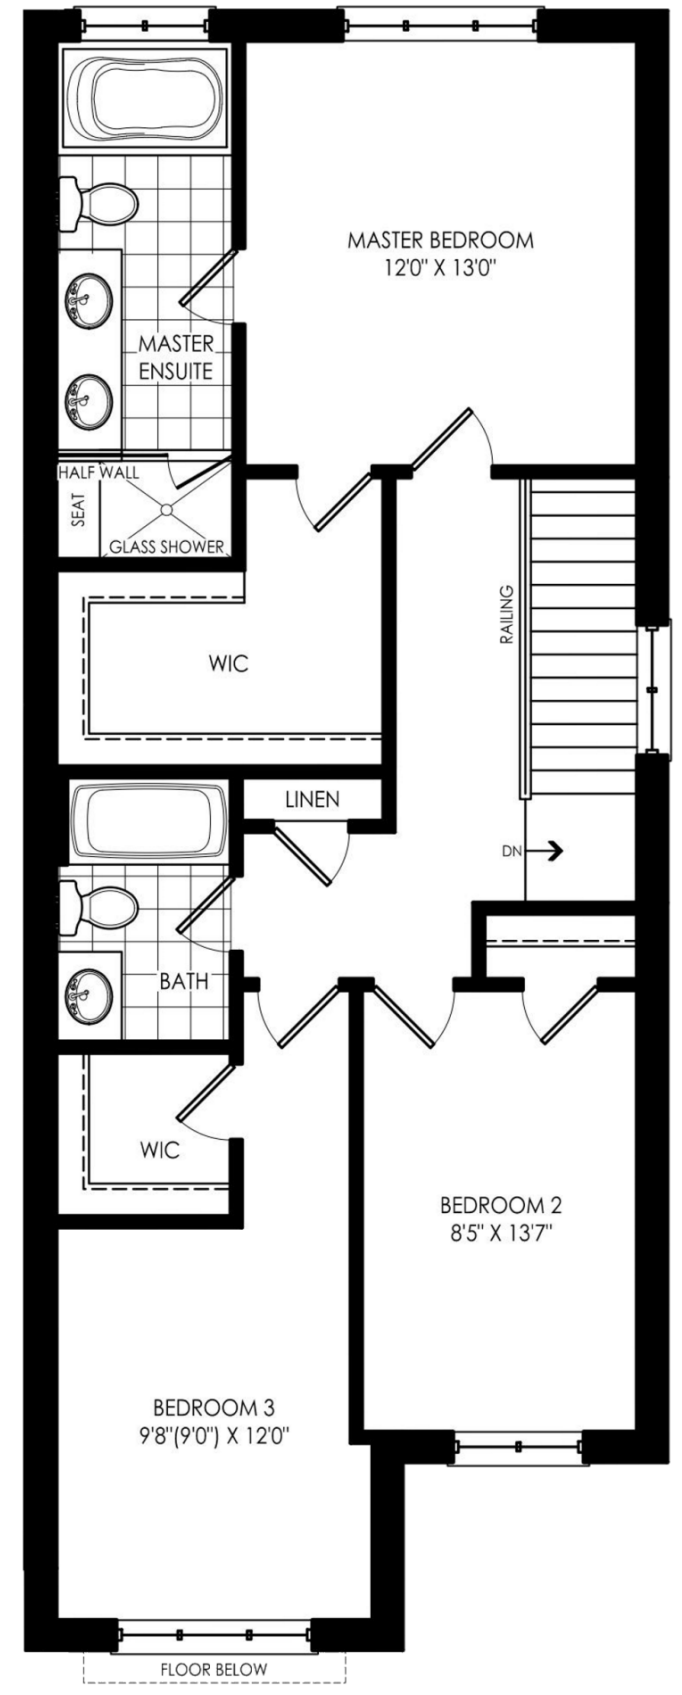 MASTER BEDROOM
12'0" X 13'0"
MASTER
ENSUITE
HALF WALL
SEAT
GLASS SHOWER
RAILING
WIC
LINEN
DN
BATH
WIC
BEDROOM 2
8'5" X 13'7"
BEDROOM 3
9'8"(9'0") X 12'0"
FLOOR BELOW